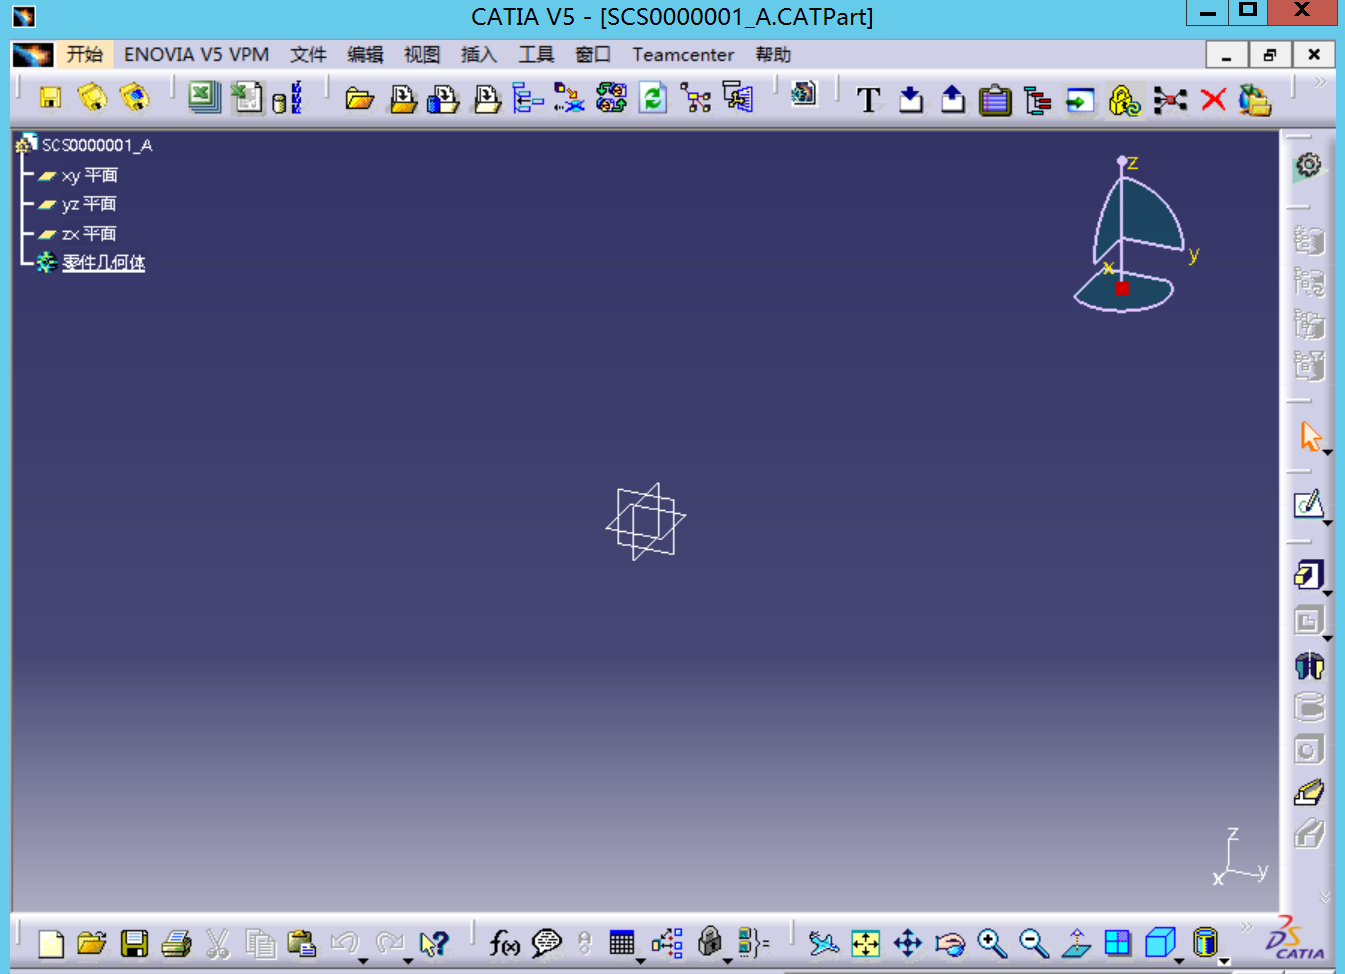 CATIA V5 - [SCS0000001_A.CATPart]
开始 ENOVIA V5 VPM 文件 编辑 视图 插入 工具 窗口 Teamcenter 帮助
T
SCS0000001_A
xy 平面
yz 平面
zx 平面
零件几何体
z
y
x
z
x y
f(x)
DS CATIA